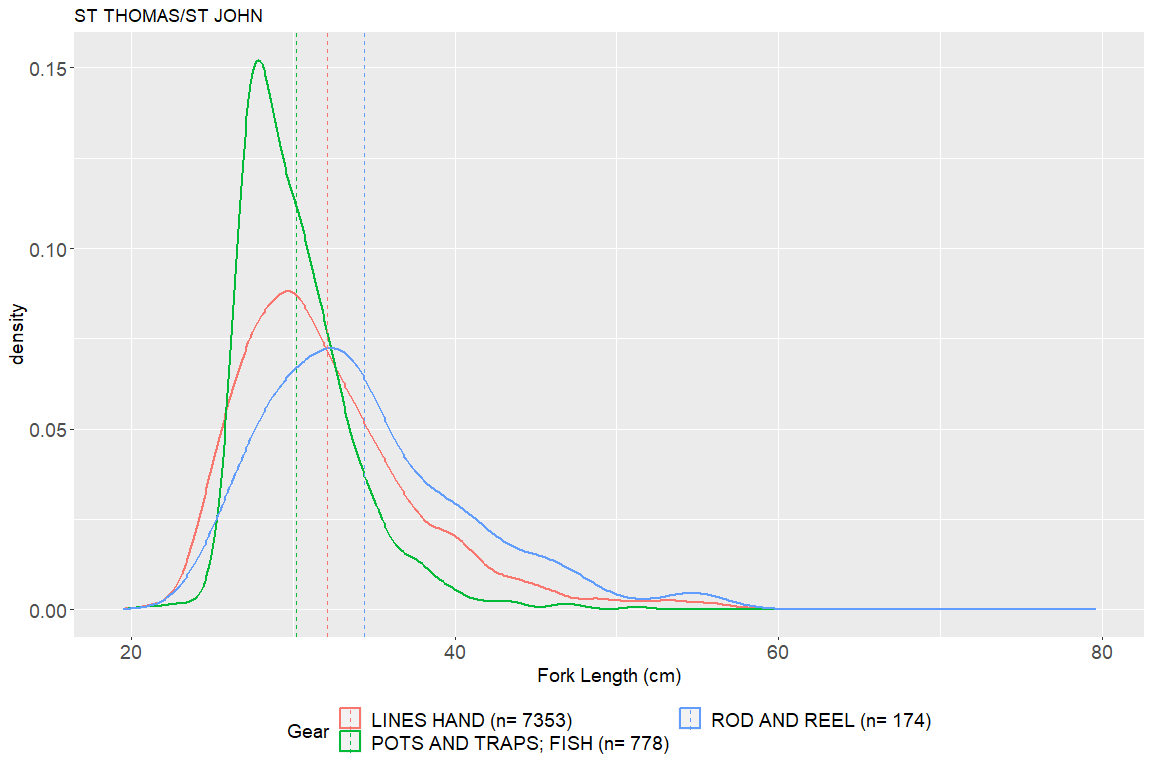 ST THOMAS/ST JOHN
0.15
0.10
0.05
0.00
density
20 40 60 80
Fork Length (cm)
Gear
LINES HAND (n= 7353) ROD AND REEL (n= 174)
POTS AND TRAPS; FISH (n= 778)